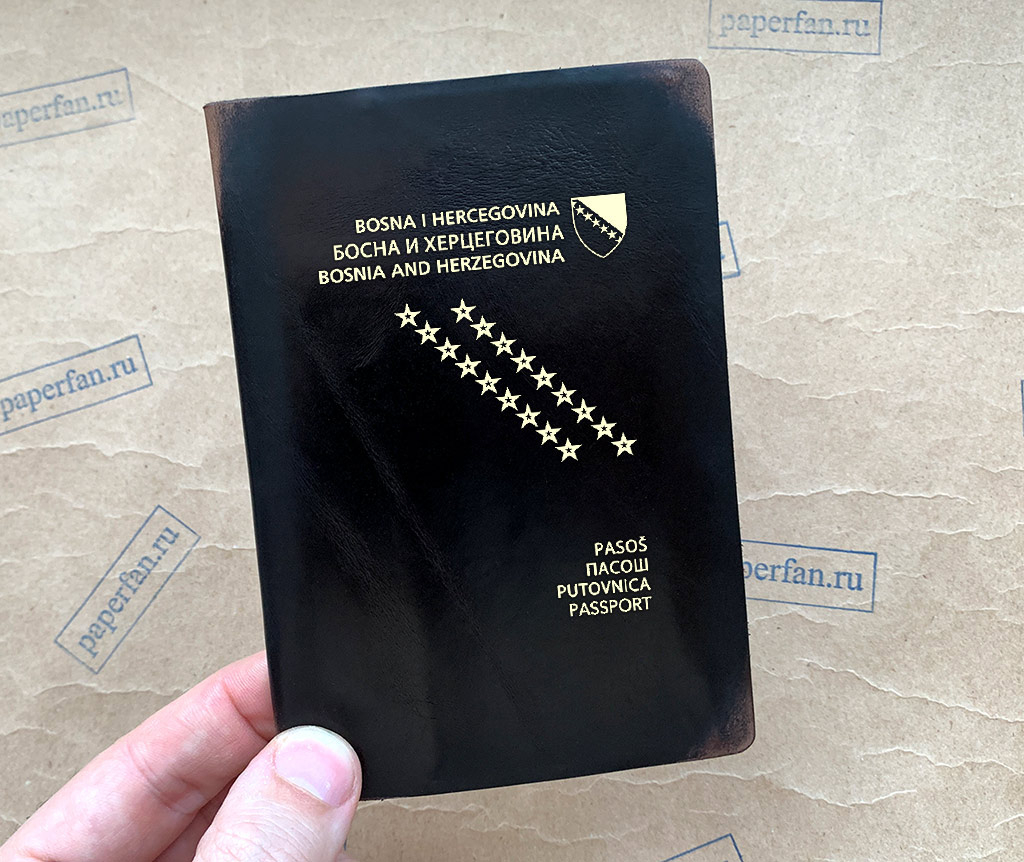 paperfan.ru
paperfan.ru
BOSNA I HERCEGOVINA
БОСНА И ХЕРЦЕГОВИНА
BOSNIA AND HERZEGOVINA
paperfan.ru
PASOŠ
ПАСОШ
PUTOVNICA
PASSPORT
paperfan.ru
perfan.ru